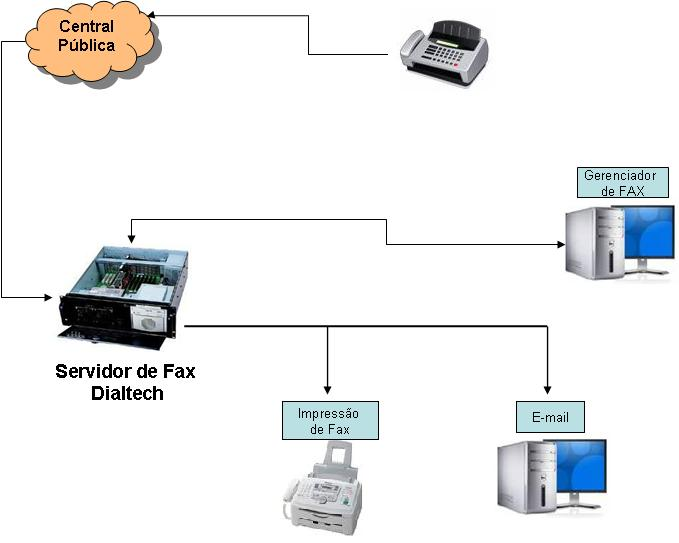 Central
Pública
Gerenciador
de FAX
Servidor de Fax
Dialtech
Impressão
de Fax
E-mail